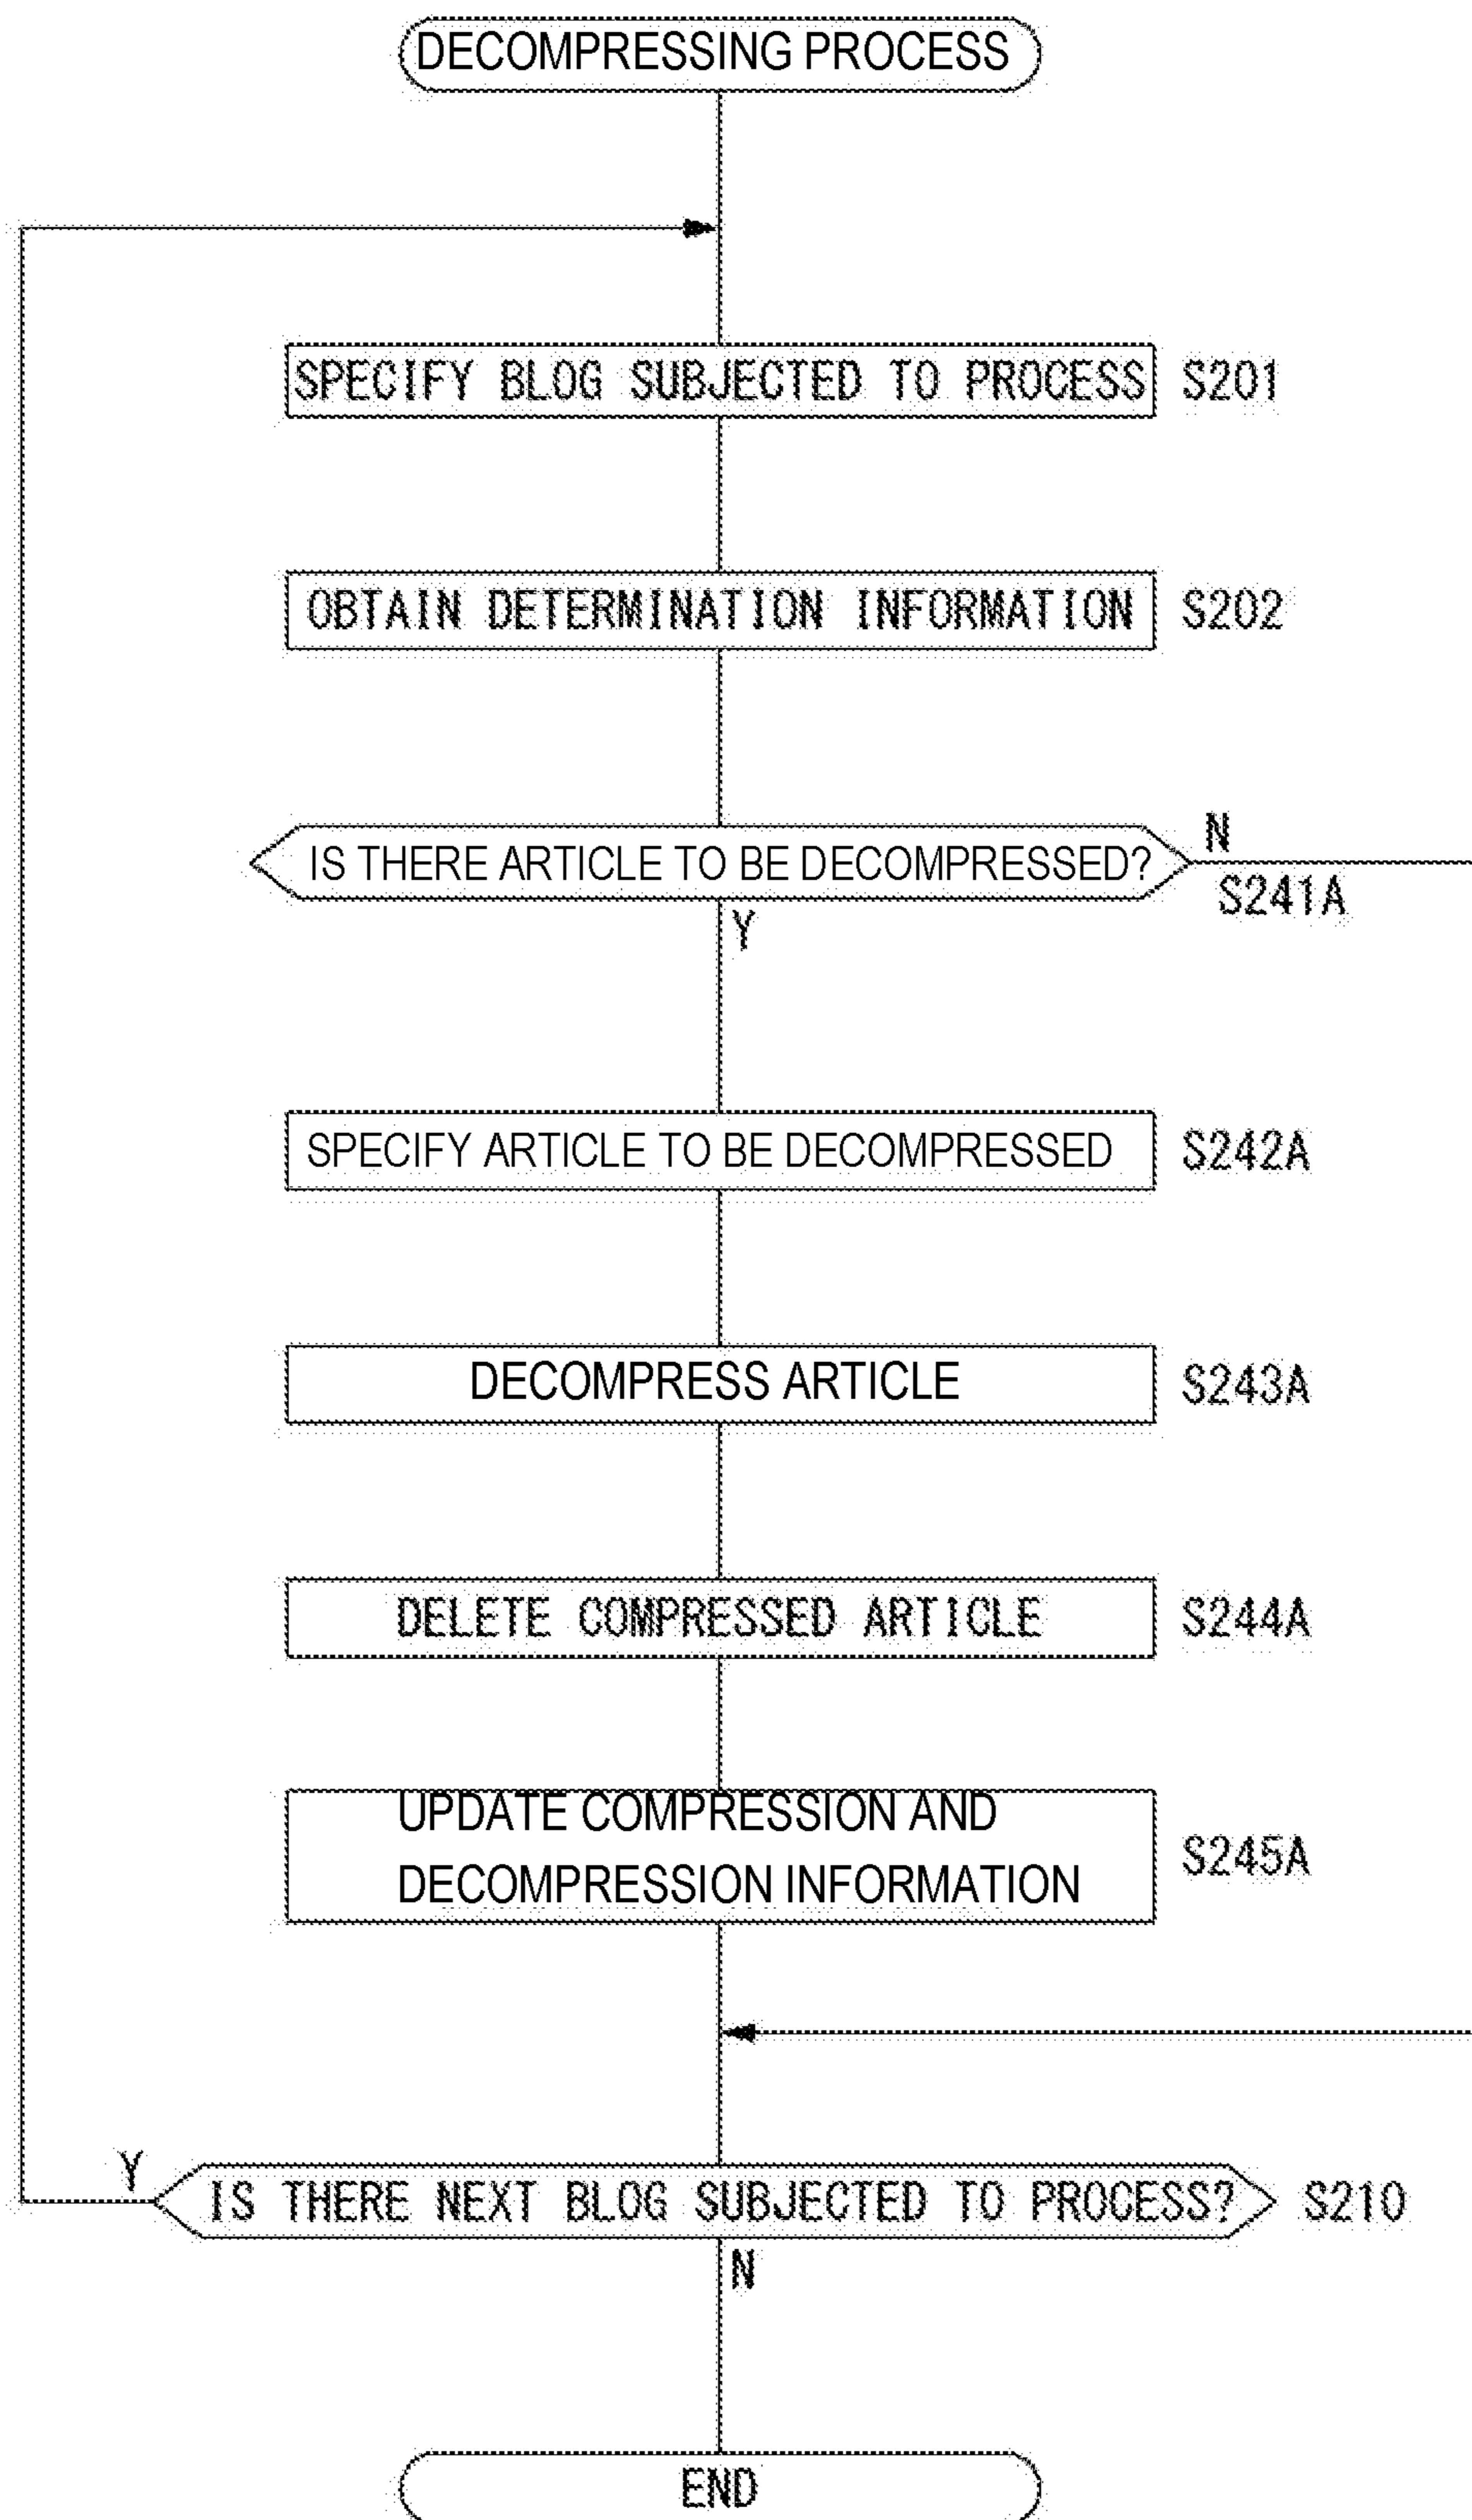 DECOMPRESSING PROCESS
SPECIFY BLOG SUBJECTED TO PROCESS S201
OBTAIN DETERMINATION INFORMATION S202
IS THERE ARTICLE TO BE DECOMPRESSED? N
S241A
Y
SPECIFY ARTICLE TO BE DECOMPRESSED S242A
DECOMPRESS ARTICLE S243A
DELETE COMPRESSED ARTICLE S244A
UPDATE COMPRESSION AND
DECOMPRESSION INFORMATION S245A
Y
IS THERE NEXT BLOG SUBJECTED TO PROCESS? S210
N
END